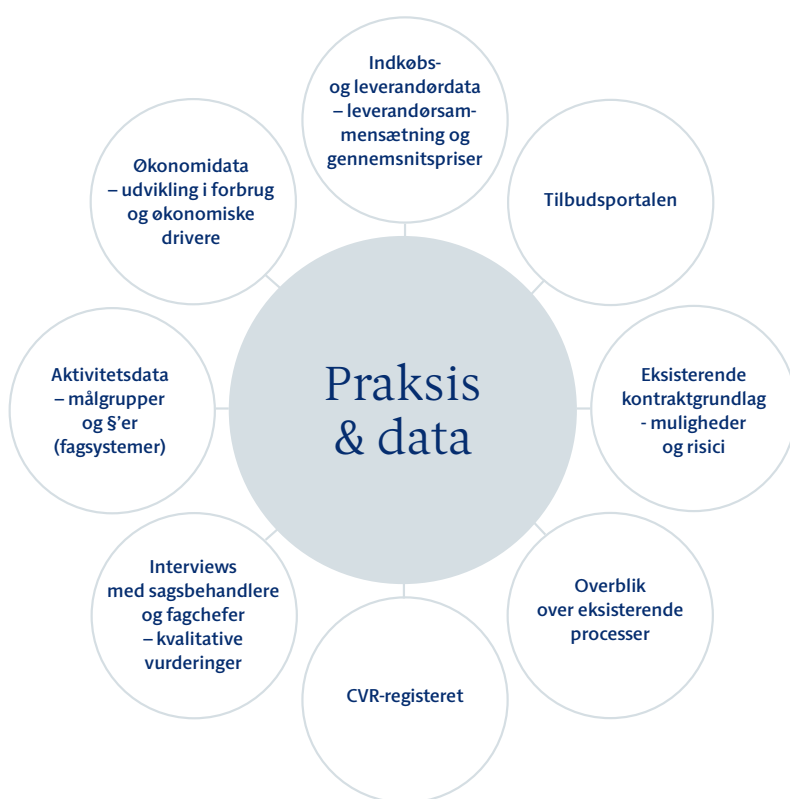 Indkøbs-
og leverandørdata
– leverandørsam-
mensætning og
gennemsnitspriser
Tilbudsportalen
Eksisterende
kontraktgrundlag
- muligheder
og risici
Overblik
over eksisterende
processer
CVR-registeret
Interviews
med sagsbehandlere
og fagchefer
– kvalitative
vurderinger
Aktivitetsdata
– målgrupper
og §’er
(fagsystemer)
Økonomidata
– udvikling i forbrug
og økonomiske
drivere
Praksis
& data